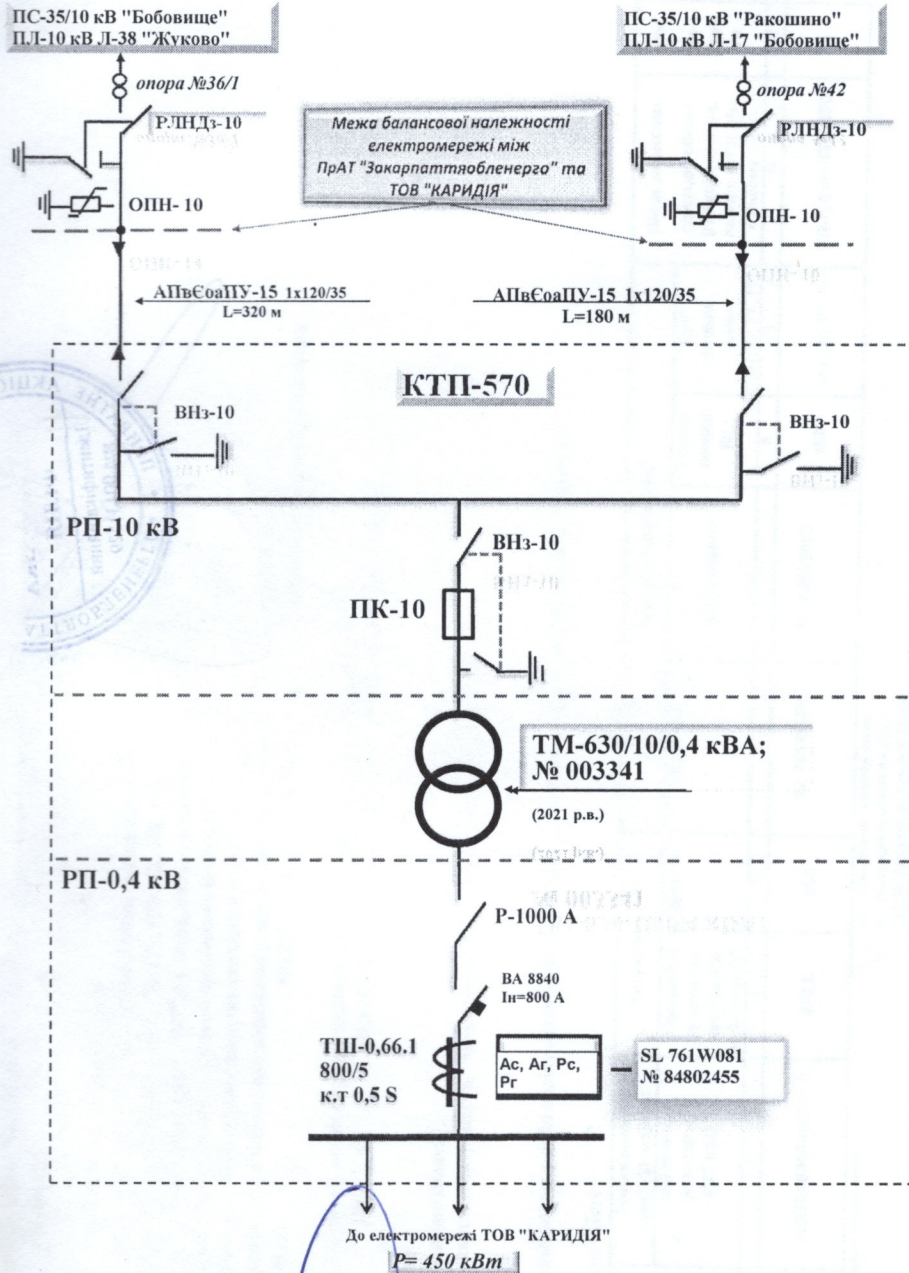 ПС-35/10 кВ "Бобовище"
ПЛ-10 кВ Л-38 "Жуково"
ПС-35/10 кВ "Ракошино"
ПЛ-10 кВ Л-17 "Бобовище"
опора №36/1
опора №42
РЛНДз-10
РЛНДз-10
Межа балансової належності
електромережі між
ПрАТ "Закарпаттяобленерго" та
ТОВ "КАРИДІЯ"
ОПН- 10
ОПН- 10
АПвЄоаПУ-15 1х120/35
L=320 м
АПвЄоаПУ-15 1х120/35
L=180 м
КТП-570
ВНз-10
ВНз-10
РП-10 кВ
ВНз-10
ПК-10
ТМ-630/10/0,4 кВА;
№ 003341
(2021 р.в.)
РП-0,4 кВ
Р-1000 А
ВА 8840
Ін=800 А
ТШ-0,66.1
800/5
к.т 0,5 S
Ас, Аг, Рс,
Рг
SL 761W081
№ 84802455
До електромережі ТОВ "КАРИДІЯ"
Р= 450 кВт